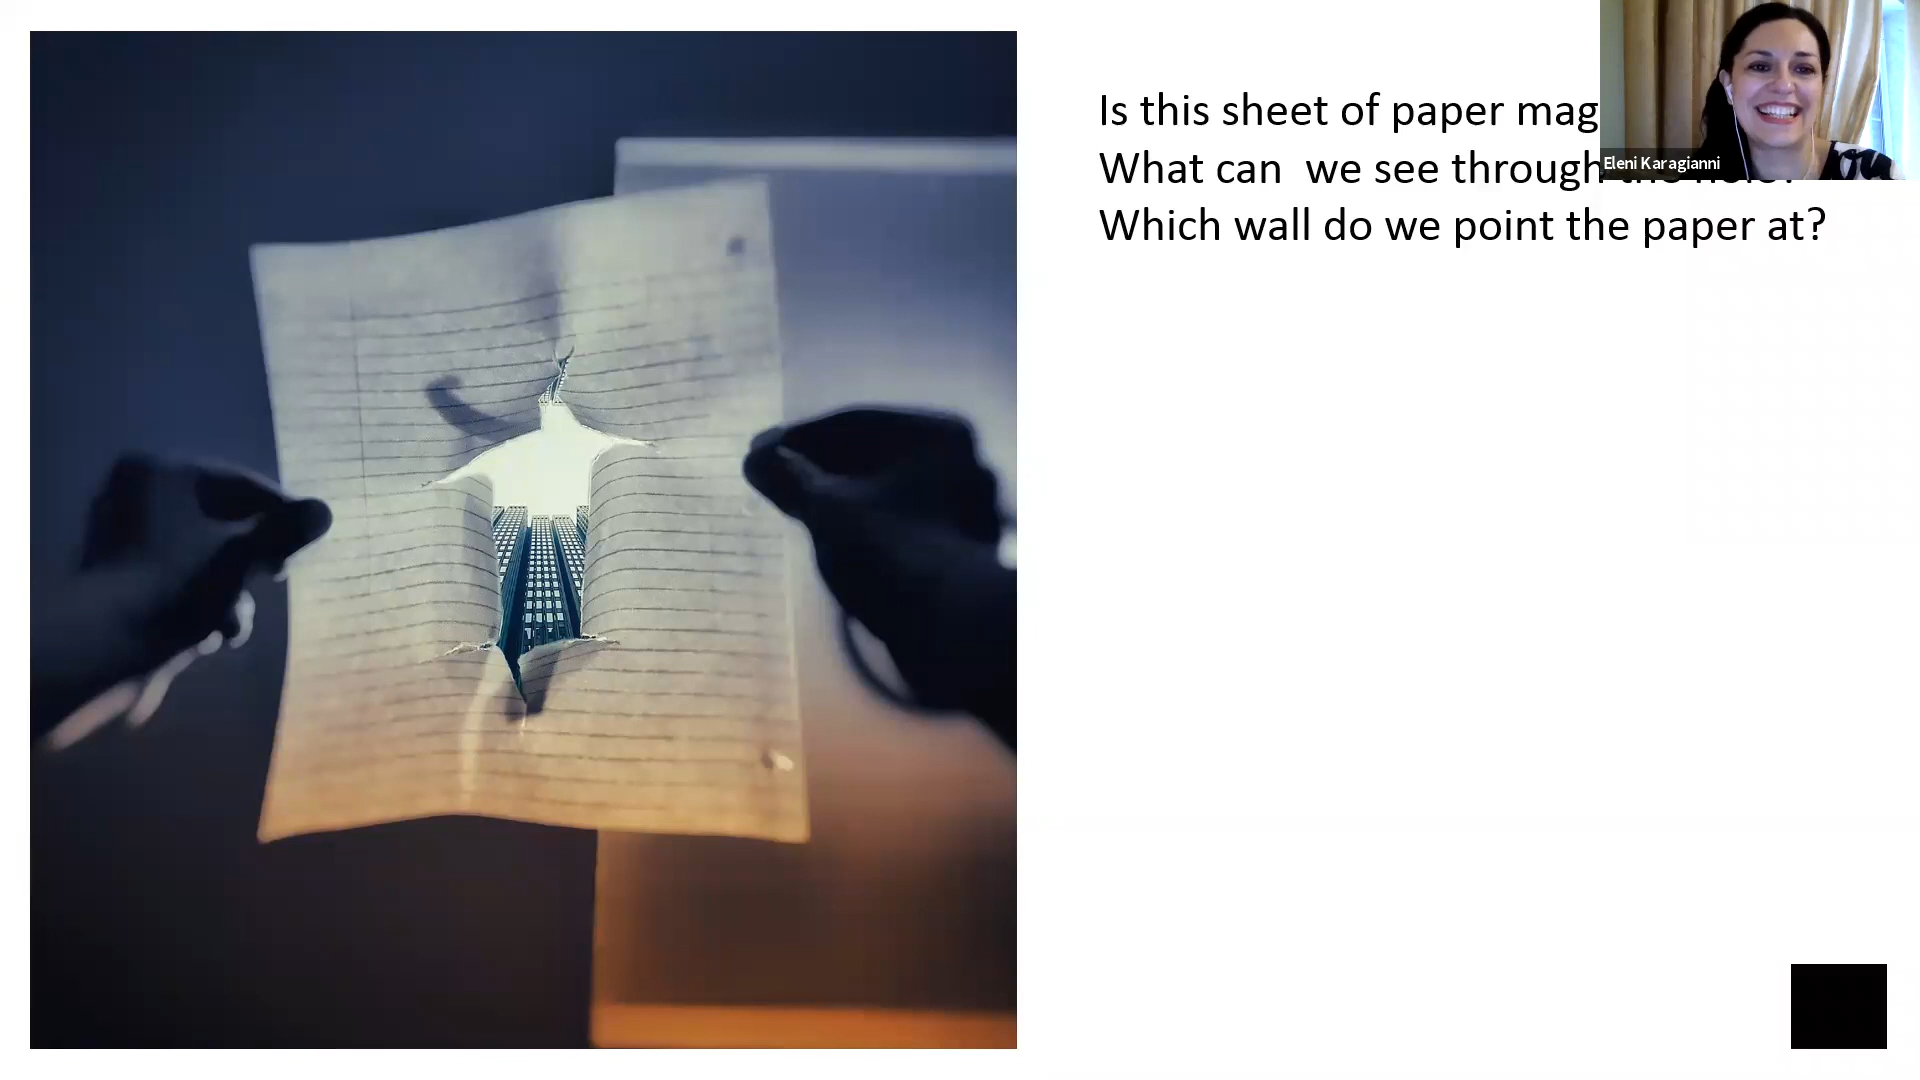 Is this sheet of paper mag
What can  we see through
Which wall do we point the paper at?
Eleni Karagianni